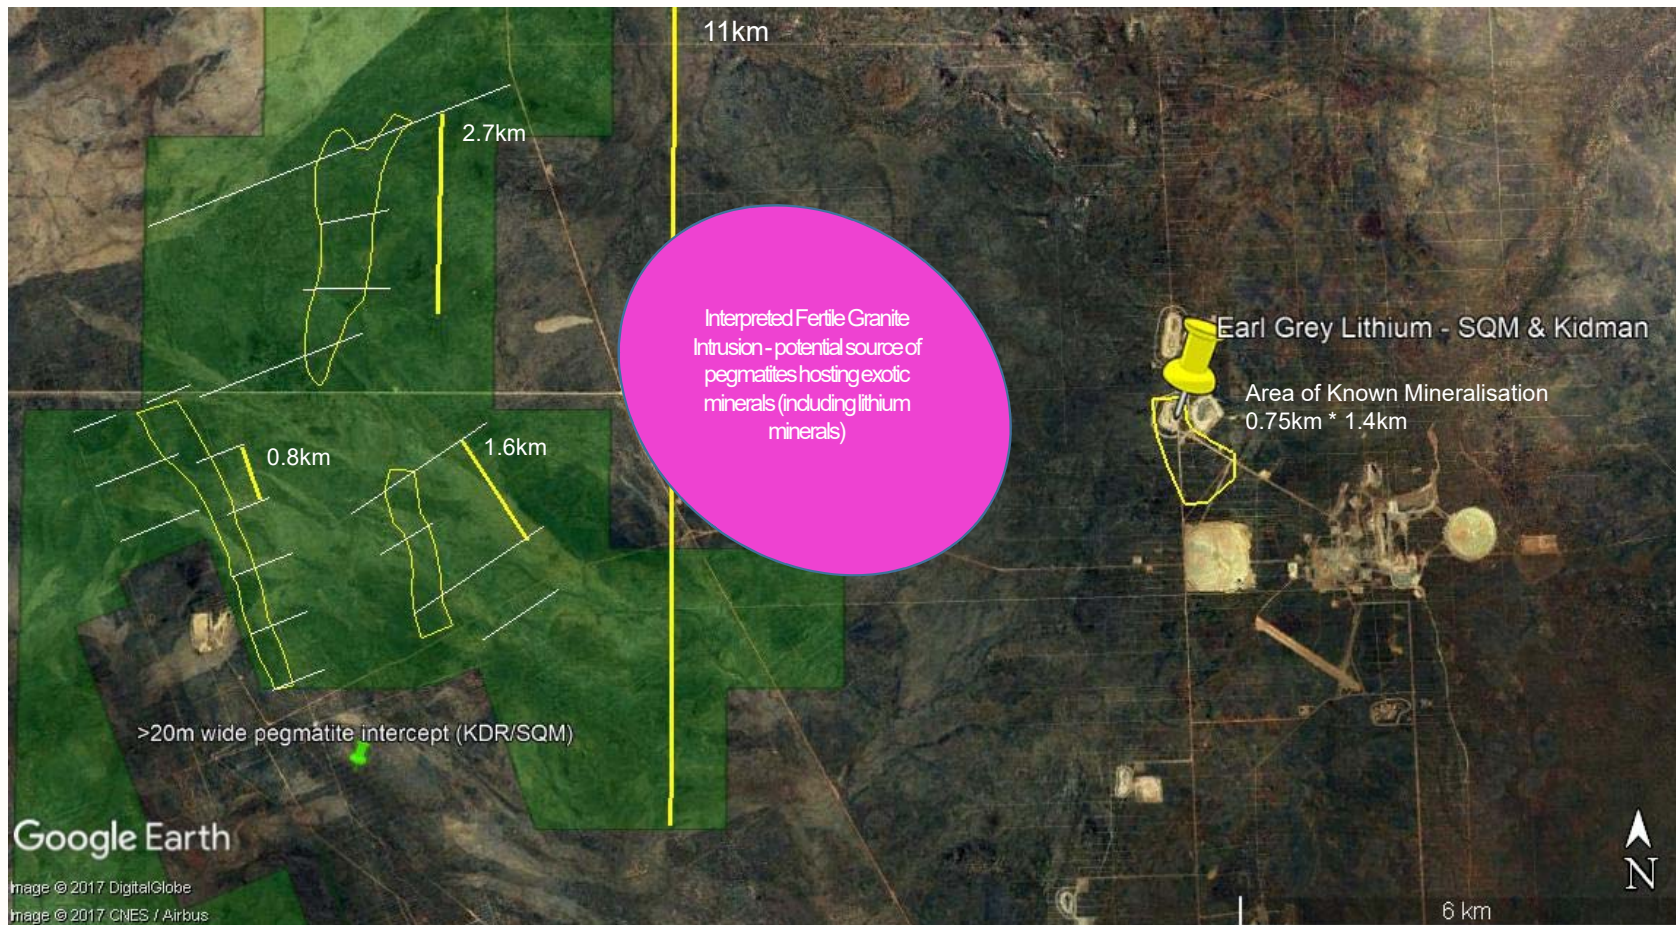 11km
2.7km
Interpreted Fertile Granite
Intrusion - potential source of
pegmatites hosting exotic
minerals (including lithium
minerals)
Earl Grey Lithium - SQM & Kidman
Area of Known Mineralisation
0.75km * 1.4km
0.8km
1.6km
>20m wide pegmatite intercept (KDR/SQM)
Google Earth
Image © 2017 DigitalGlobe
Image © 2017 CNES / Airbus
N
6 km